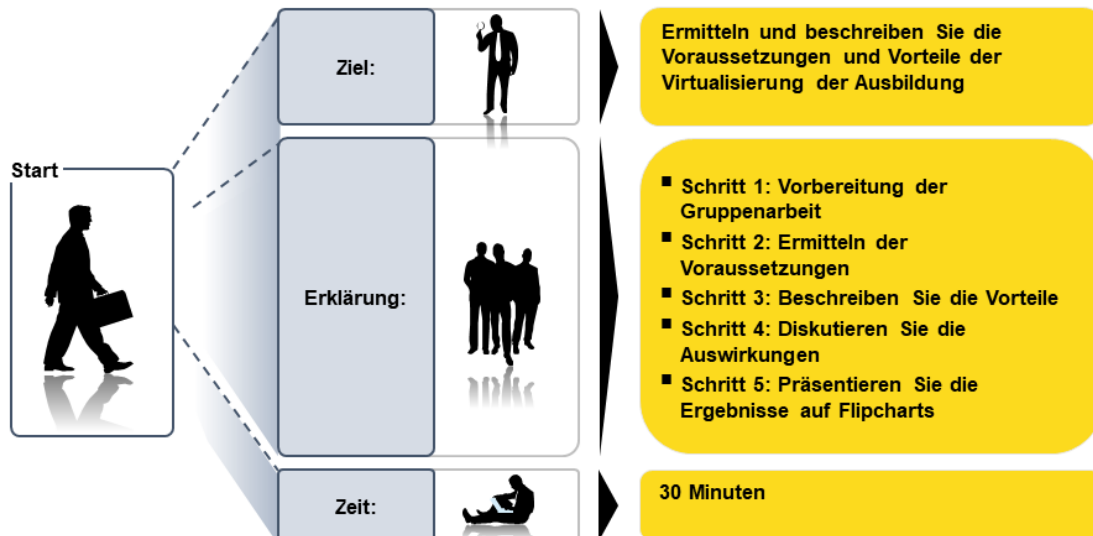 Start
Ziel:
Ermitteln und beschreiben Sie die
Voraussetzungen und Vorteile der
Virtualisierung der Ausbildung
Erklärung:
▪ Schritt 1: Vorbereitung der
Gruppenarbeit
▪ Schritt 2: Ermitteln der
Voraussetzungen
▪ Schritt 3: Beschreiben Sie die Vorteile
▪ Schritt 4: Diskutieren Sie die
Auswirkungen
▪ Schritt 5: Präsentieren Sie die
Ergebnisse auf Flipcharts
Zeit:
30 Minuten